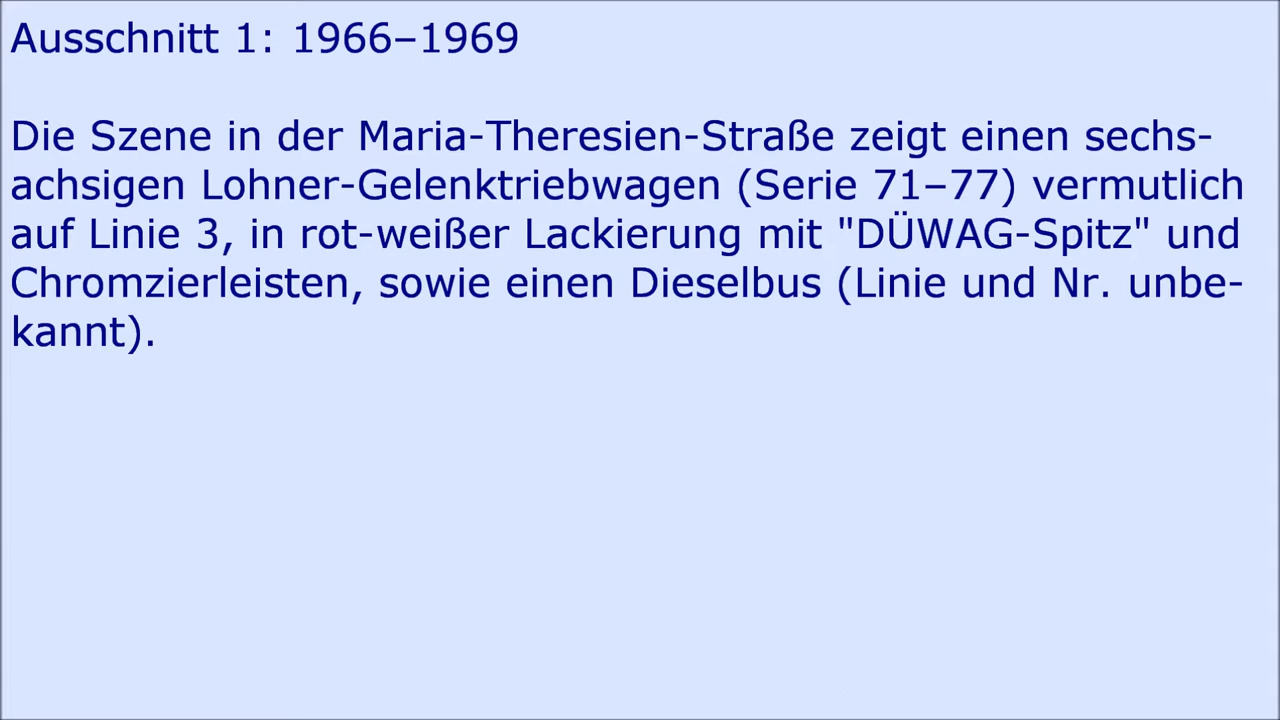 Ausschnitt 1: 1966–1969
Die Szene in der Maria-Theresien-Straße zeigt einen sechs-
achsigen Lohner-Gelenktriebwagen (Serie 71–77) vermutlich
auf Linie 3, in rot-weißer Lackierung mit "DÜWAG-Spitz" und
Chromzierleisten, sowie einen Dieselbus (Linie und Nr. unbe-
kannt).